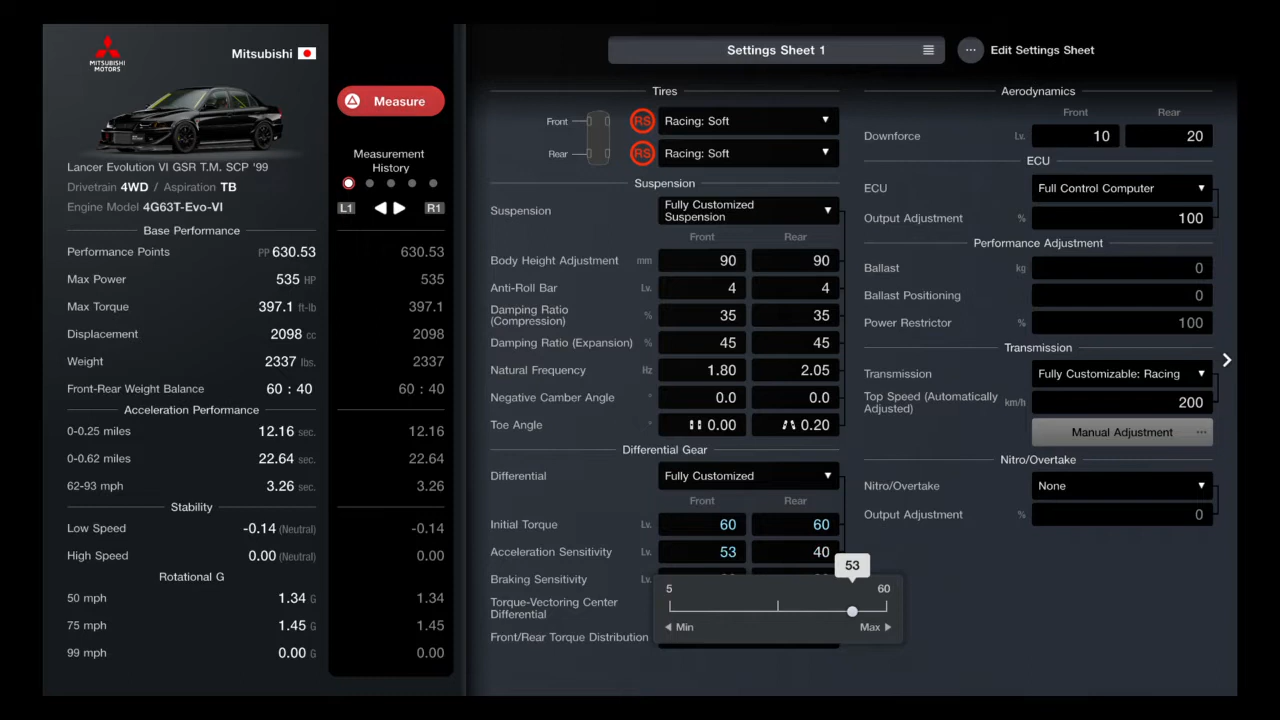 Mitsubishi
MITSUBISHI
MOTORS
Lancer Evolution VI GSR T.M. SCP '99
Drivetrain 4WD / Aspiration TB
Engine Model 4G63T-Evo-VI
Base Performance
Performance Points PP 630.53
Max Power 535 HP
Max Torque 397.1 ft-lb
Displacement 2098 cc
Weight 2337 lbs.
Front-Rear Weight Balance 60 : 40
Acceleration Performance
0-0.25 miles 12.16 sec.
0-0.62 miles 22.64 sec.
62-93 mph 3.26 sec.
Stability
Low Speed -0.14 (Neutral)
High Speed 0.00 (Neutral)
Rotational G
50 mph 1.34 G
75 mph 1.45 G
99 mph 0.00 G
Measure
Measurement
History
L1 R1
630.53
535
397.1
2098
2337
60 : 40
12.16
22.64
3.26
-0.14
0.00
1.34
1.45
0.00
Settings Sheet 1
Edit Settings Sheet
Tires
Front RS Racing: Soft
Rear RS Racing: Soft
Suspension
Suspension Fully Customized
Suspension
Front Rear
Body Height Adjustment mm 90 90
Anti-Roll Bar Lv. 4 4
Damping Ratio
(Compression) % 35 35
Damping Ratio (Expansion) % 45 45
Natural Frequency Hz 1.80 2.05
Negative Camber Angle ° 0.0 0.0
Toe Angle ° 0.00 0.20
Differential Gear
Differential Fully Customized
Front Rear
Initial Torque Lv. 60 60
Acceleration Sensitivity Lv. 53 40
Braking Sensitivity Lv.
Torque-Vectoring Center
Differential
Front/Rear Torque Distribution
53
5 60
Min Max
Aerodynamics
Front Rear
Downforce Lv. 10 20
ECU
ECU Full Control Computer
Output Adjustment % 100
Performance Adjustment
Ballast kg 0
Ballast Positioning 0
Power Restrictor % 100
Transmission
Transmission Fully Customizable: Racing
Top Speed (Automatically
Adjusted) km/h 200
Manual Adjustment
Nitro/Overtake
Nitro/Overtake None
Output Adjustment % 0